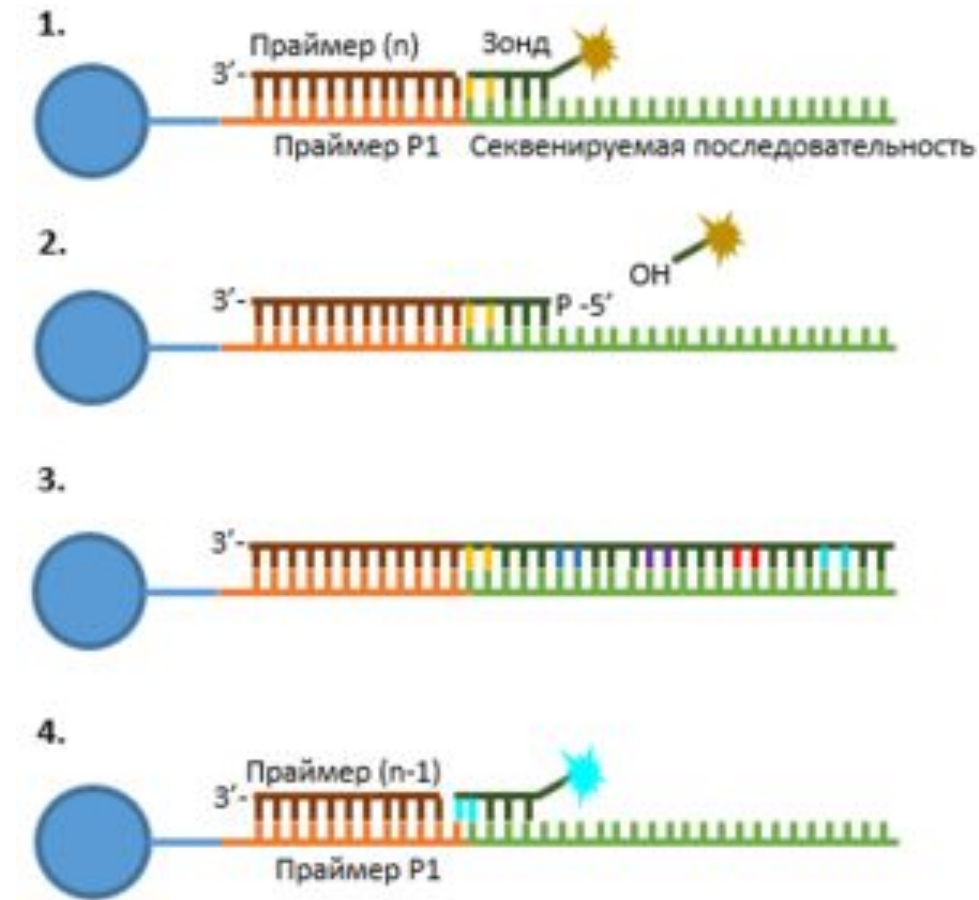 1.
Праймер (n) Зонд
3’-
Праймер P1 Секвенируемая последовательность
2.
OH
3’- P -5’
3.
3’-
4.
Праймер (n-1)
3’-
Праймер P1